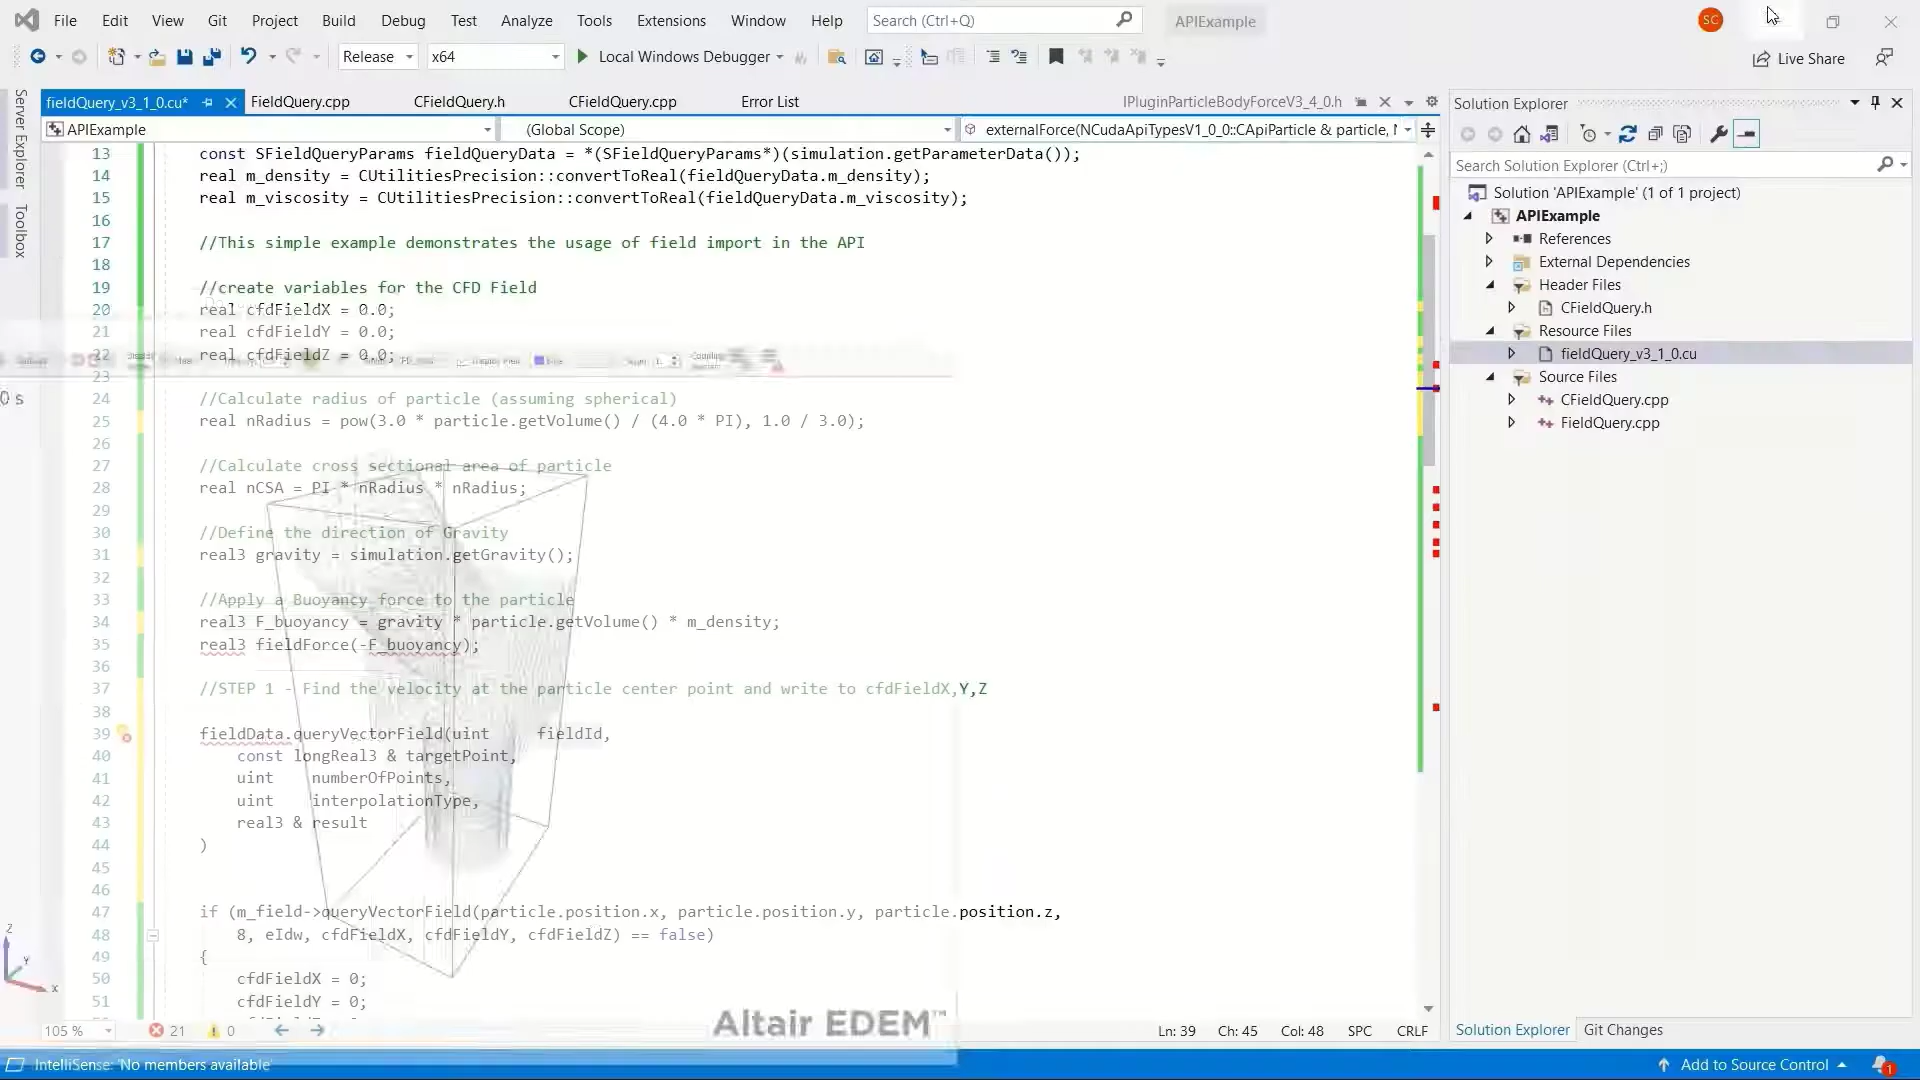 File Edit View Git Project Build Debug Test Analyze Tools Extensions Window Help Search (Ctrl+Q) APIExample SC
Release x64 Local Windows Debugger Live Share
Server Explorer
Toolbox
fieldQuery_v3_1_0.cu* FieldQuery.cpp CFieldQuery.h CFieldQuery.cpp Error List IPluginParticleBodyForceV3_4_0.h
APIExample (Global Scope) externalForce(NCudaApiTypesV1_0_0::CApiParticle & particle,
13 const SFieldQueryParams fieldQueryData = *(SFieldQueryParams*)(simulation.getParameterData());
14 real m_density = CUtilitiesPrecision::convertToReal(fieldQueryData.m_density);
15 real m_viscosity = CUtilitiesPrecision::convertToReal(fieldQueryData.m_viscosity);
16
17 //This simple example demonstrates the usage of field import in the API
18
19 //create variables for the CFD Field
20 real cfdFieldX = 0.0;
21 real cfdFieldY = 0.0;
22 real cfdFieldZ = 0.0;
23
24 //Calculate radius of particle (assuming spherical)
25 real nRadius = pow(3.0 * particle.getVolume() / (4.0 * PI), 1.0 / 3.0);
26
27 //Calculate cross sectional area of particle
28 real nCSA = PI * nRadius * nRadius;
29
30 //Define the direction of Gravity
31 real3 gravity = simulation.getGravity();
32
33 //Apply a Buoyancy force to the particle
34 real3 F_buoyancy = gravity * particle.getVolume() * m_density;
35 real3 fieldForce(-F_buoyancy);
36
37 //STEP 1 - Find the velocity at the particle center point and write to cfdFieldX,Y,Z
38
39 fieldData.queryVectorField(uint fieldId,
40 const longReal3 & targetPoint,
41 uint numberOfPoints,
42 uint interpolationType,
43 real3 & result
44 )
45
46
47 if (m_field->queryVectorField(particle.position.x, particle.position.y, particle.position.z,
48 8, eIdw, cfdFieldX, cfdFieldY, cfdFieldZ) == false)
49 {
50 cfdFieldX = 0;
51 cfdFieldY = 0;
0 s
Z
Y
X
Altair EDEM™
105 % 21 0 Ln: 39 Ch: 45 Col: 48 SPC CRLF
Solution Explorer
Search Solution Explorer (Ctrl+;)
Solution 'APIExample' (1 of 1 project)
APIExample
References
External Dependencies
Header Files
CFieldQuery.h
Resource Files
fieldQuery_v3_1_0.cu
Source Files
CFieldQuery.cpp
FieldQuery.cpp
Solution Explorer Git Changes
IntelliSense: 'No members available' Add to Source Control 1